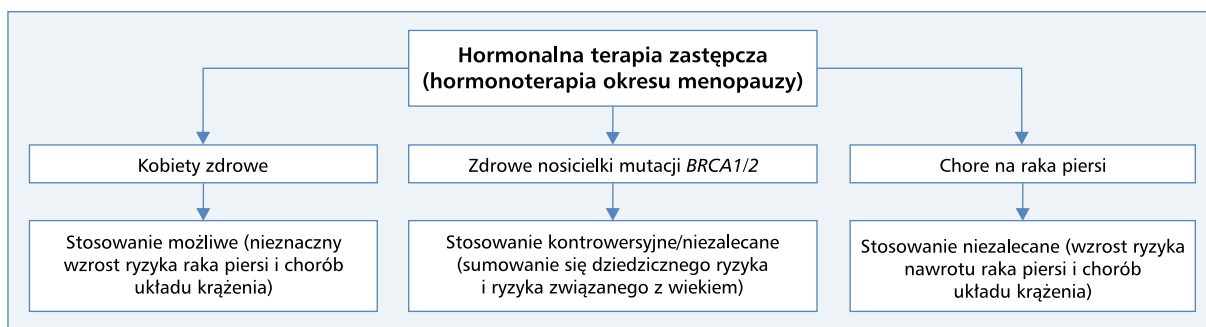 Hormonalna terapia zastępcza
(hormonoterapia okresu menopauzy)
Kobiety zdrowe
Zdrowe nosicielki mutacji BRCA1/2
Chore na raka piersi
Stosowanie możliwe (nieznaczny
wzrost ryzyka raka piersi i chorób
układu krążenia)
Stosowanie kontrowersyjne/niezalecane
(sumowanie się dziedzicznego ryzyka
i ryzyka związanego z wiekiem)
Stosowanie niezalecane (wzrost ryzyka
nawrotu raka piersi i chorób
układu krążenia)